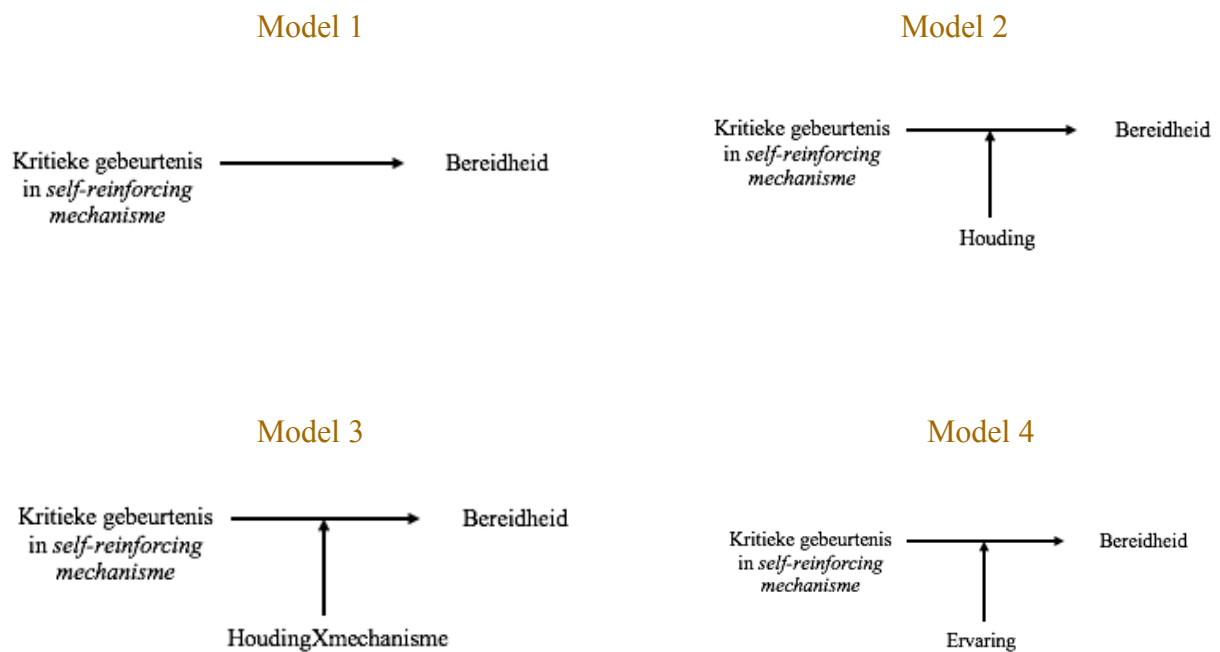 Model 1
Kritieke gebeurtenis
in self-reinforcing
mechanisme
Bereidheid
Model 2
Kritieke gebeurtenis
in self-reinforcing
mechanisme
Bereidheid
Houding
Model 3
Kritieke gebeurtenis
in self-reinforcing
mechanisme
Bereidheid
HoudingXmechanisme
Model 4
Kritieke gebeurtenis
in self-reinforcing
mechanisme
Bereidheid
Ervaring